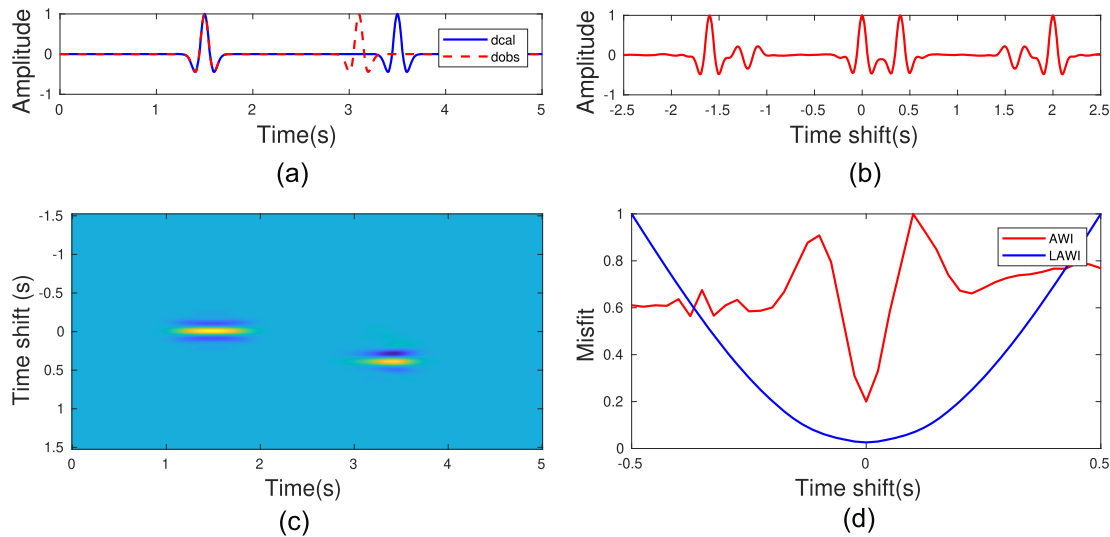 1
0
-1
Amplitude
0
1
2
3
4
5
Time(s)
dcal
dobs
(a)
1
0
1
Amplitude
-2.5
-2
-1.5
-1
-0.5
0
0.5
1
1.5
2
2.5
Time shift(s)
(b)
-1.5
-1
-0.5
0
0.5
1
1.5
Time shift (s)
0
1
2
3
4
5
Time(s)
(c)
1
0.8
0.6
0.4
0.2
0
Misfit
-0.5
0
0.5
Time shift(s)
AWI
LAWI
(d)